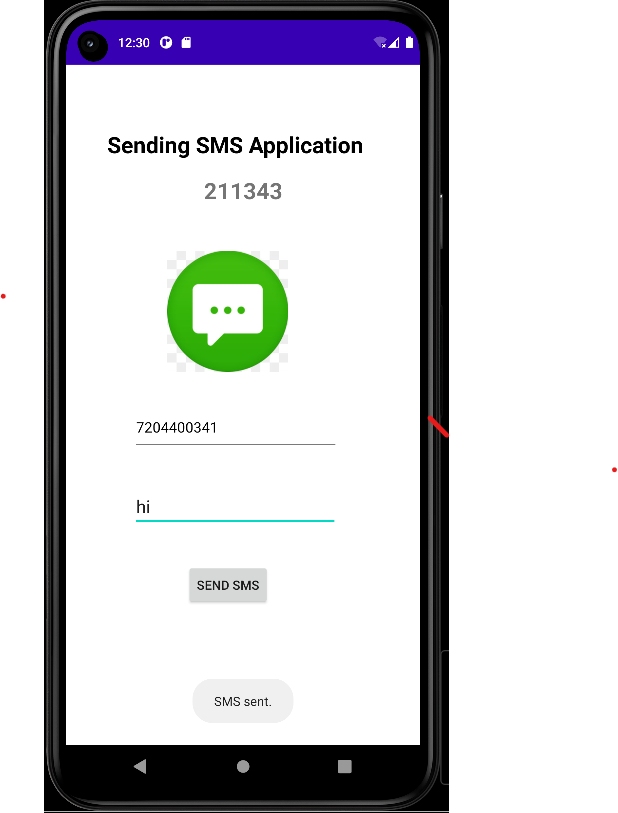 12:30
Sending SMS Application
211343
7204400341
hi
SEND SMS
SMS sent.